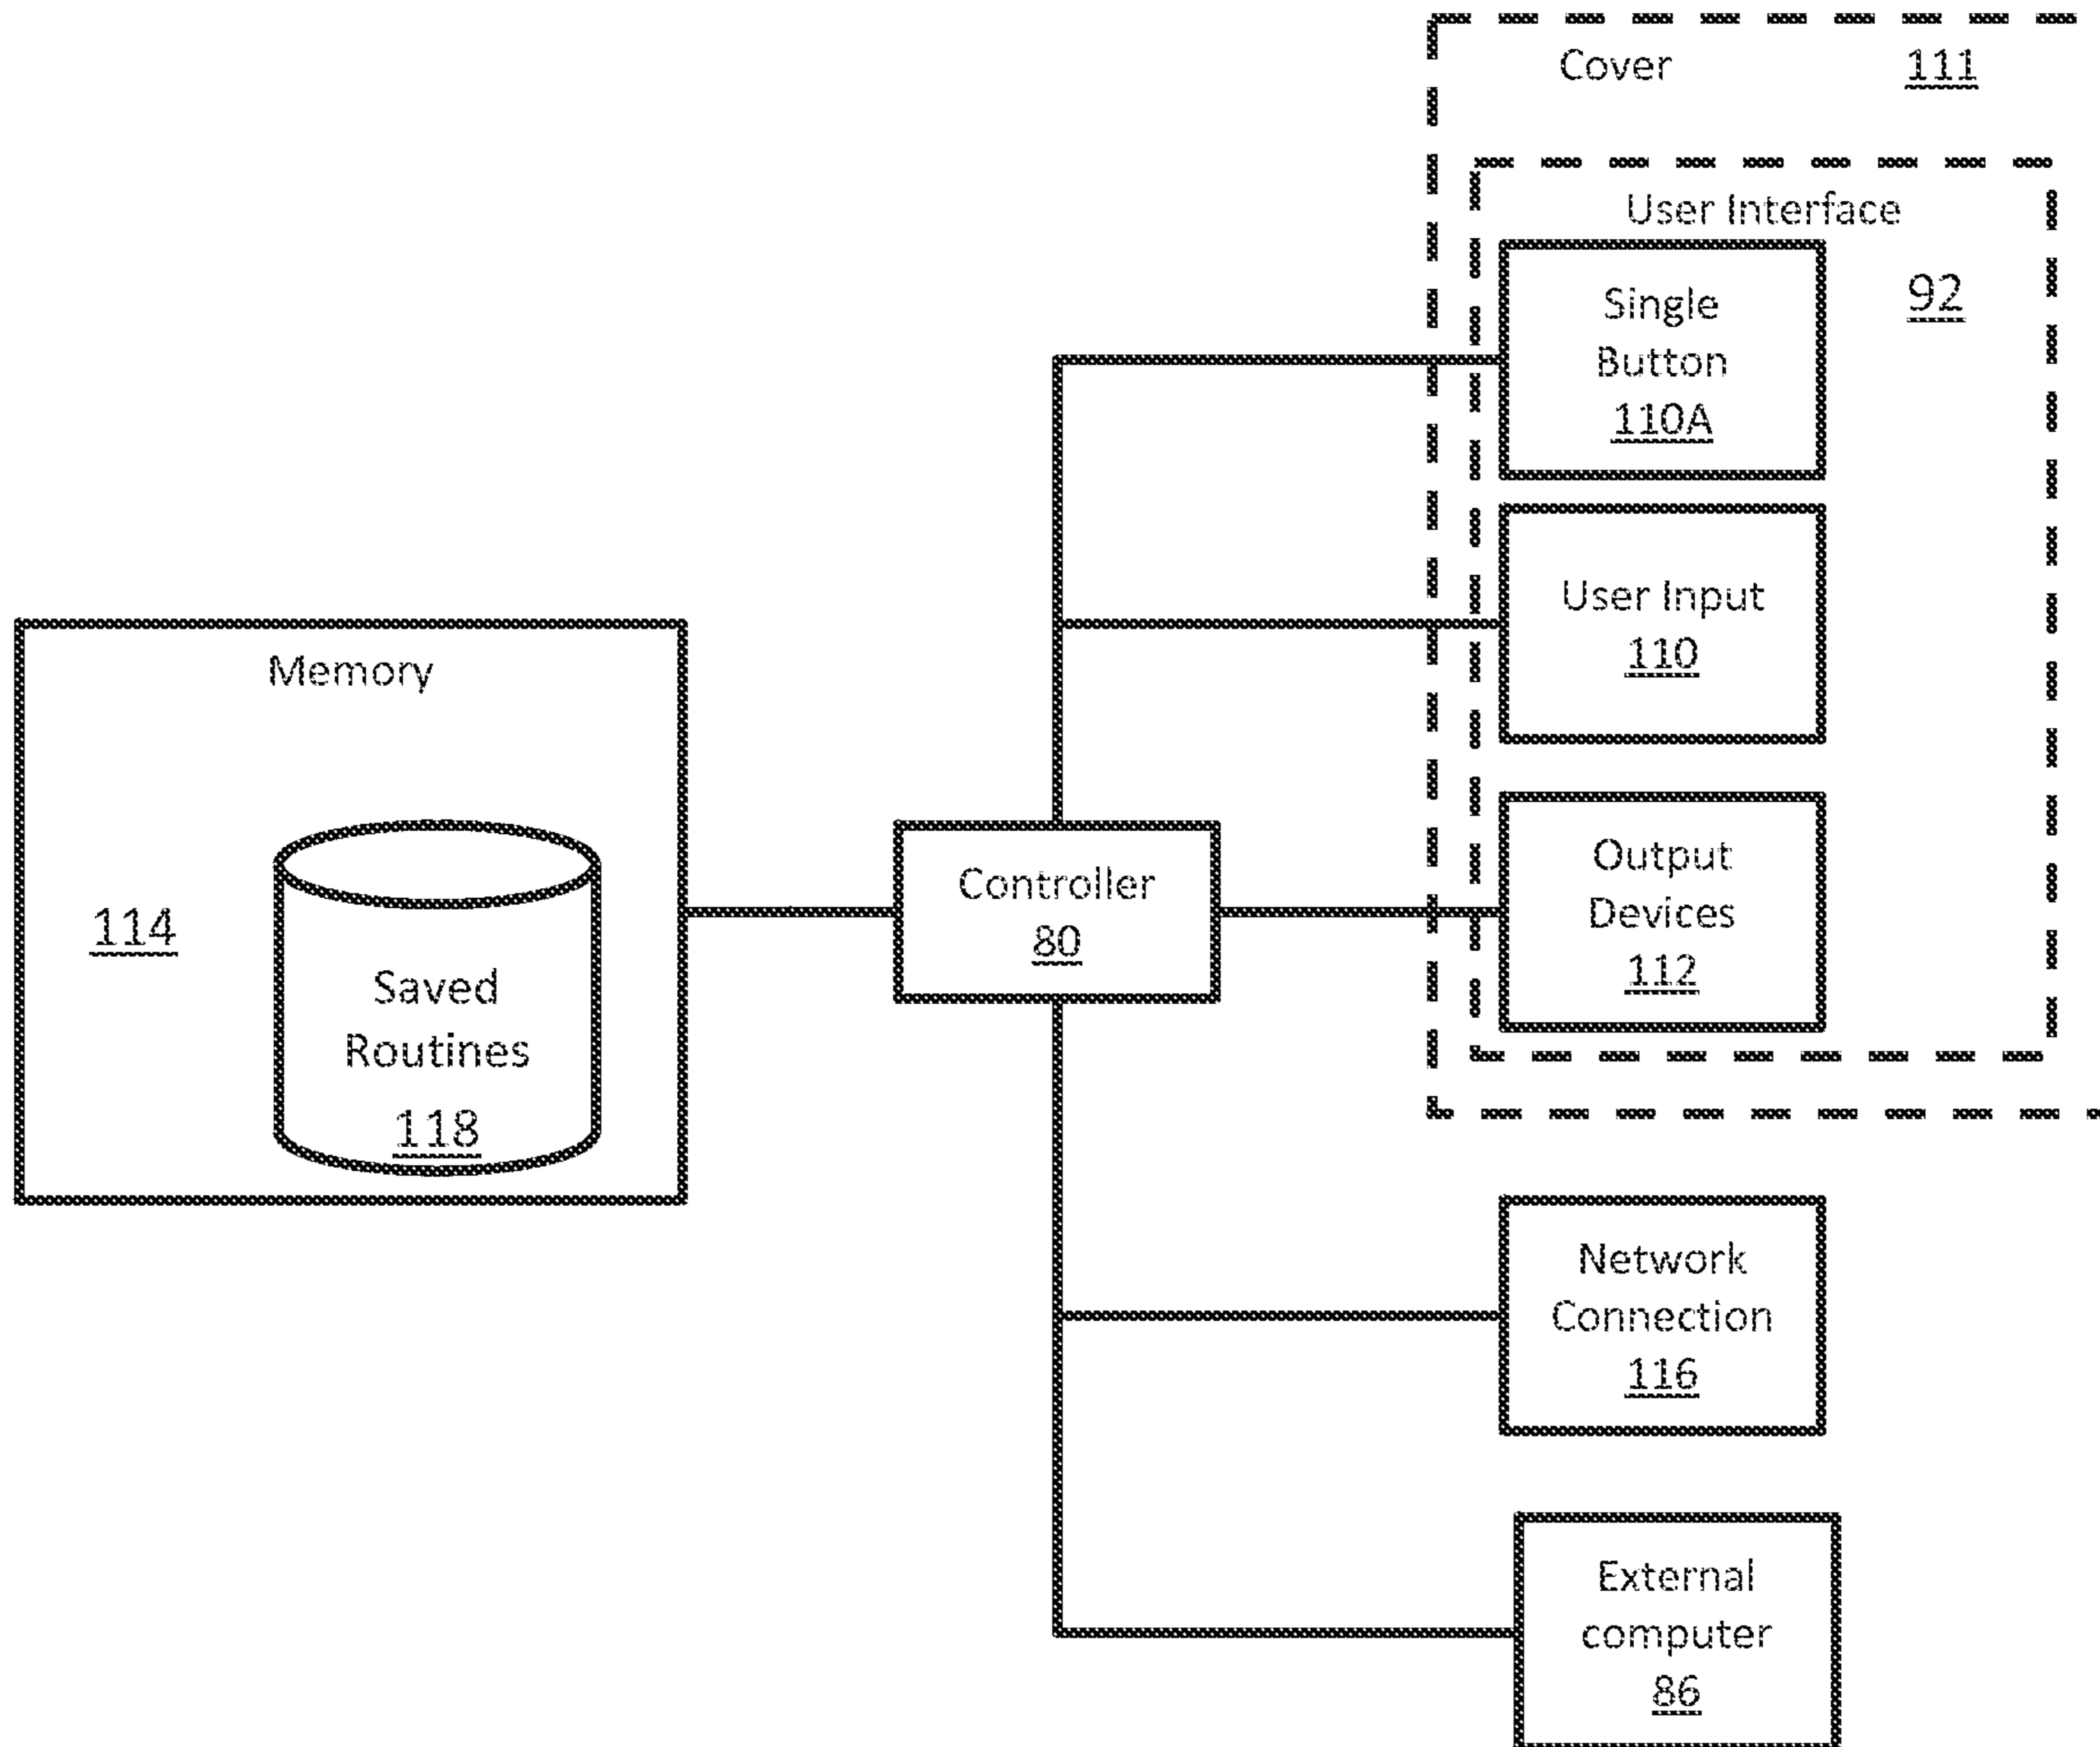 Cover 111
User Interface
92
Single
Button
110A
User Input
110
Output
Devices
112
Memory
114
Saved
Routines
118
Controller
80
Network
Connection
116
External
computer
86